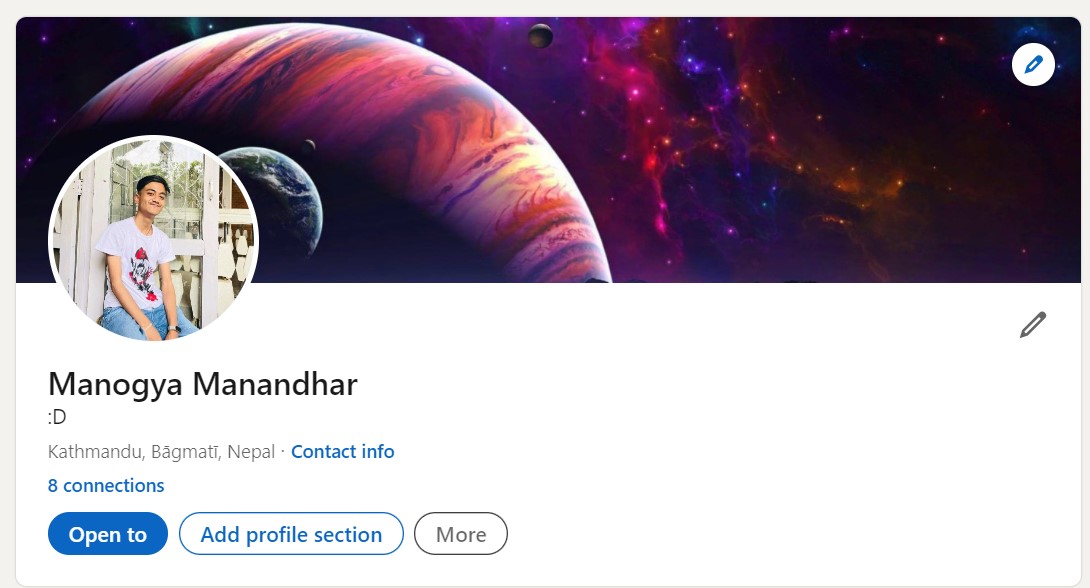 Manogya Manandhar
:D
Kathmandu, Bāgmatī, Nepal · Contact info
8 connections
Open to Add profile section More